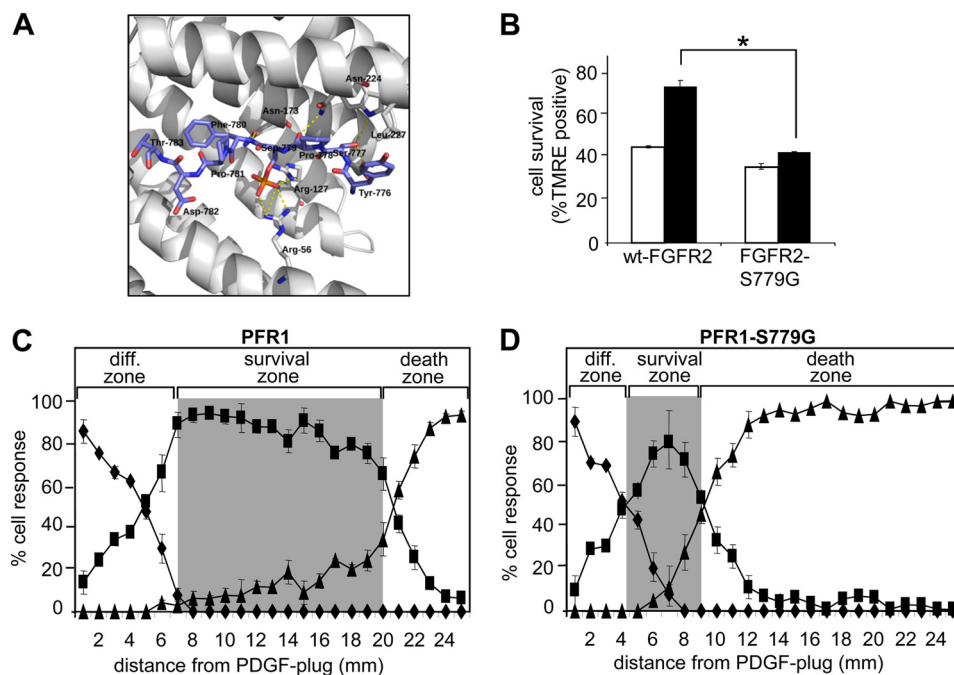 A
Asn-224
Asn-173
Phe-780
Leu-227
Thr-783
Sep-779
Pro-778
Ser-777
Pro-781
Arg-127
Tyr-776
Asp-782
Arg-56
B
*
cell survival
(%TMRE positive)
80
60
40
20
0
wt-FGFR2
FGFR2-
S779G
C
PFR1
diff.
zone
survival
zone
death
zone
% cell response
100
80
60
40
20
0
2 4 6 8 10 12 14 16 18 20 22 24
distance from PDGF-plug (mm)
D
PFR1-S779G
diff.
zone
survival
zone
death
zone
% cell response
100
80
60
40
20
0
2 4 6 8 10 12 14 16 18 20 22 24
distance from PDGF-plug (mm)